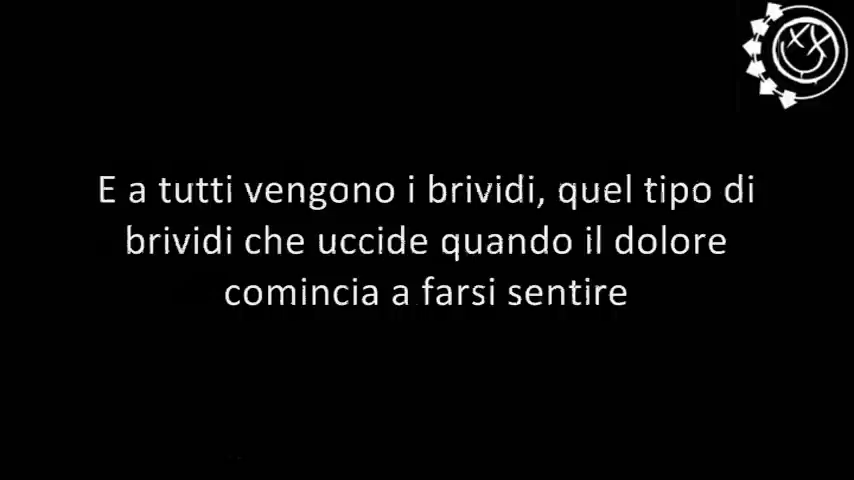 E a tutti vengono i brividi, quel tipo di
brividi che uccide quando il dolore
comincia a farsi sentire